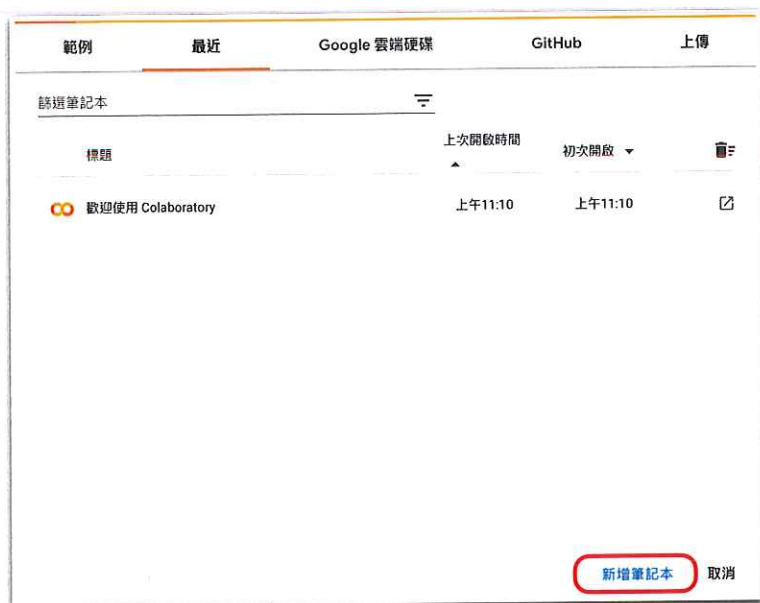 範例 最近 Google 雲端硬碟 GitHub 上傳
篩選筆記本
標題 上次開啟時間 初次開啟
歡迎使用 Colaboratory 上午11:10 上午11:10
新增筆記本 取消